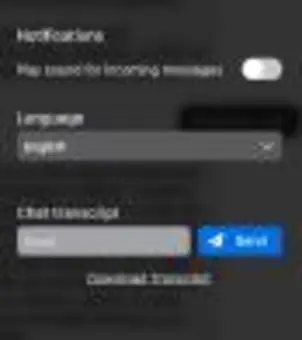 Notifications
Play sound for incoming messages
Language
English
Chat transcript
Email
Send
Download Transcript